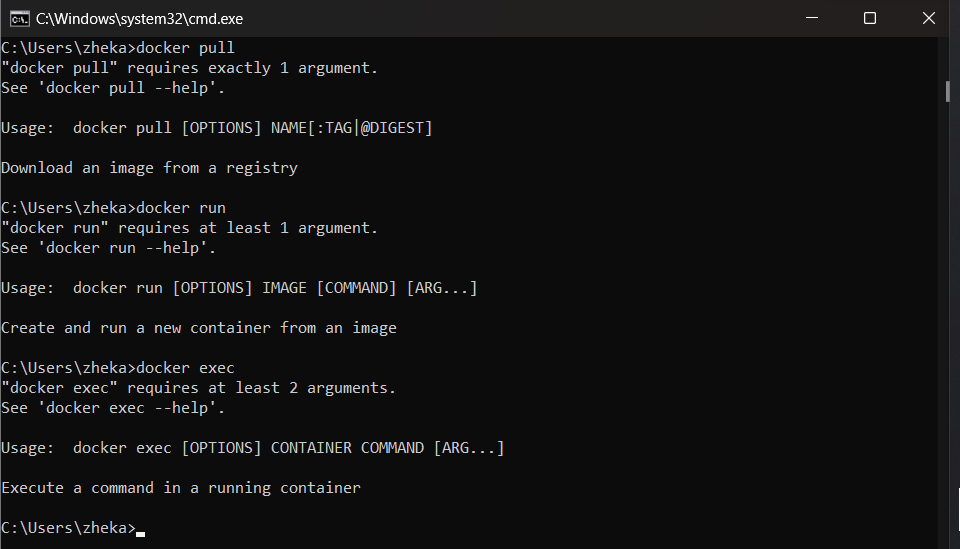 C:\Windows\system32\cmd.exe
C:\Users\zheka>docker pull
"docker pull" requires exactly 1 argument.
See 'docker pull --help'.
Usage:  docker pull [OPTIONS] NAME[:TAG|@DIGEST]
Download an image from a registry
C:\Users\zheka>docker run
"docker run" requires at least 1 argument.
See 'docker run --help'.
Usage:  docker run [OPTIONS] IMAGE [COMMAND] [ARG...]
Create and run a new container from an image
C:\Users\zheka>docker exec
"docker exec" requires at least 2 arguments.
See 'docker exec --help'.
Usage:  docker exec [OPTIONS] CONTAINER COMMAND [ARG...]
Execute a command in a running container
C:\Users\zheka>